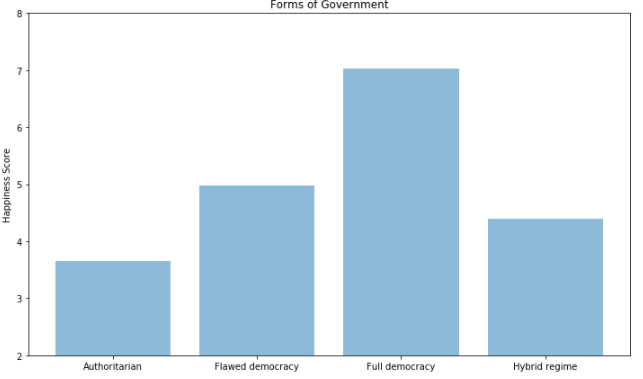 Forms of Government
8
7
6
5
4
3
2
Happiness Score
Authoritarian
Flawed democracy
Full democracy
Hybrid regime